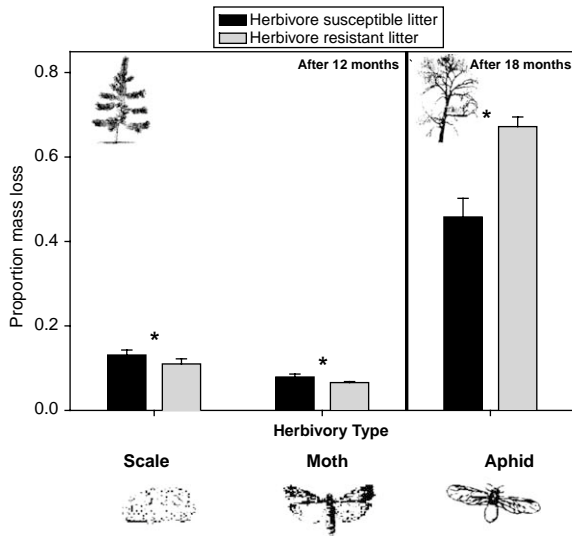 Herbivore susceptible litter
Herbivore resistant litter
After 12 months
After 18 months
Proportion mass loss
0.8
0.6
0.4
0.2
0.0
*
*
*
Herbivory Type
Scale
Moth
Aphid